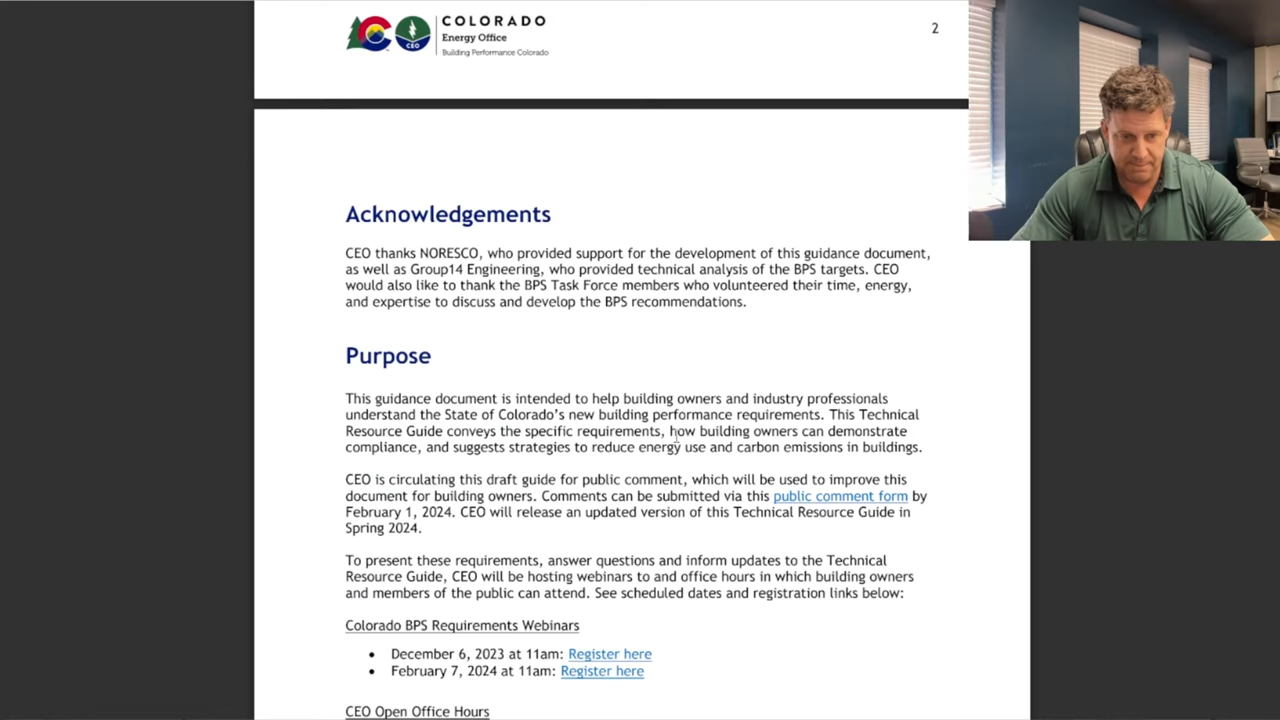 COLORADO
Energy Office
CEO
Building Performance Colorado
2
Acknowledgements
CEO thanks NORESCO, who provided support for the development of this guidance document,
as well as Group14 Engineering, who provided technical analysis of the BPS targets. CEO
would also like to thank the BPS Task Force members who volunteered their time, energy,
and expertise to discuss and develop the BPS recommendations.
Purpose
This guidance document is intended to help building owners and industry professionals
understand the State of Colorado's new building performance requirements. This Technical
Resource Guide conveys the specific requirements, how building owners can demonstrate
compliance, and suggests strategies to reduce energy use and carbon emissions in buildings.
CEO is circulating this draft guide for public comment, which will be used to improve this
document for building owners. Comments can be submitted via this public comment form by
February 1, 2024. CEO will release an updated version of this Technical Resource Guide in
Spring 2024.
To present these requirements, answer questions and inform updates to the Technical
Resource Guide, CEO will be hosting webinars to and office hours in which building owners
and members of the public can attend. See scheduled dates and registration links below:
Colorado BPS Requirements Webinars
• December 6, 2023 at 11am: Register here
• February 7, 2024 at 11am: Register here
CEO Open Office Hours